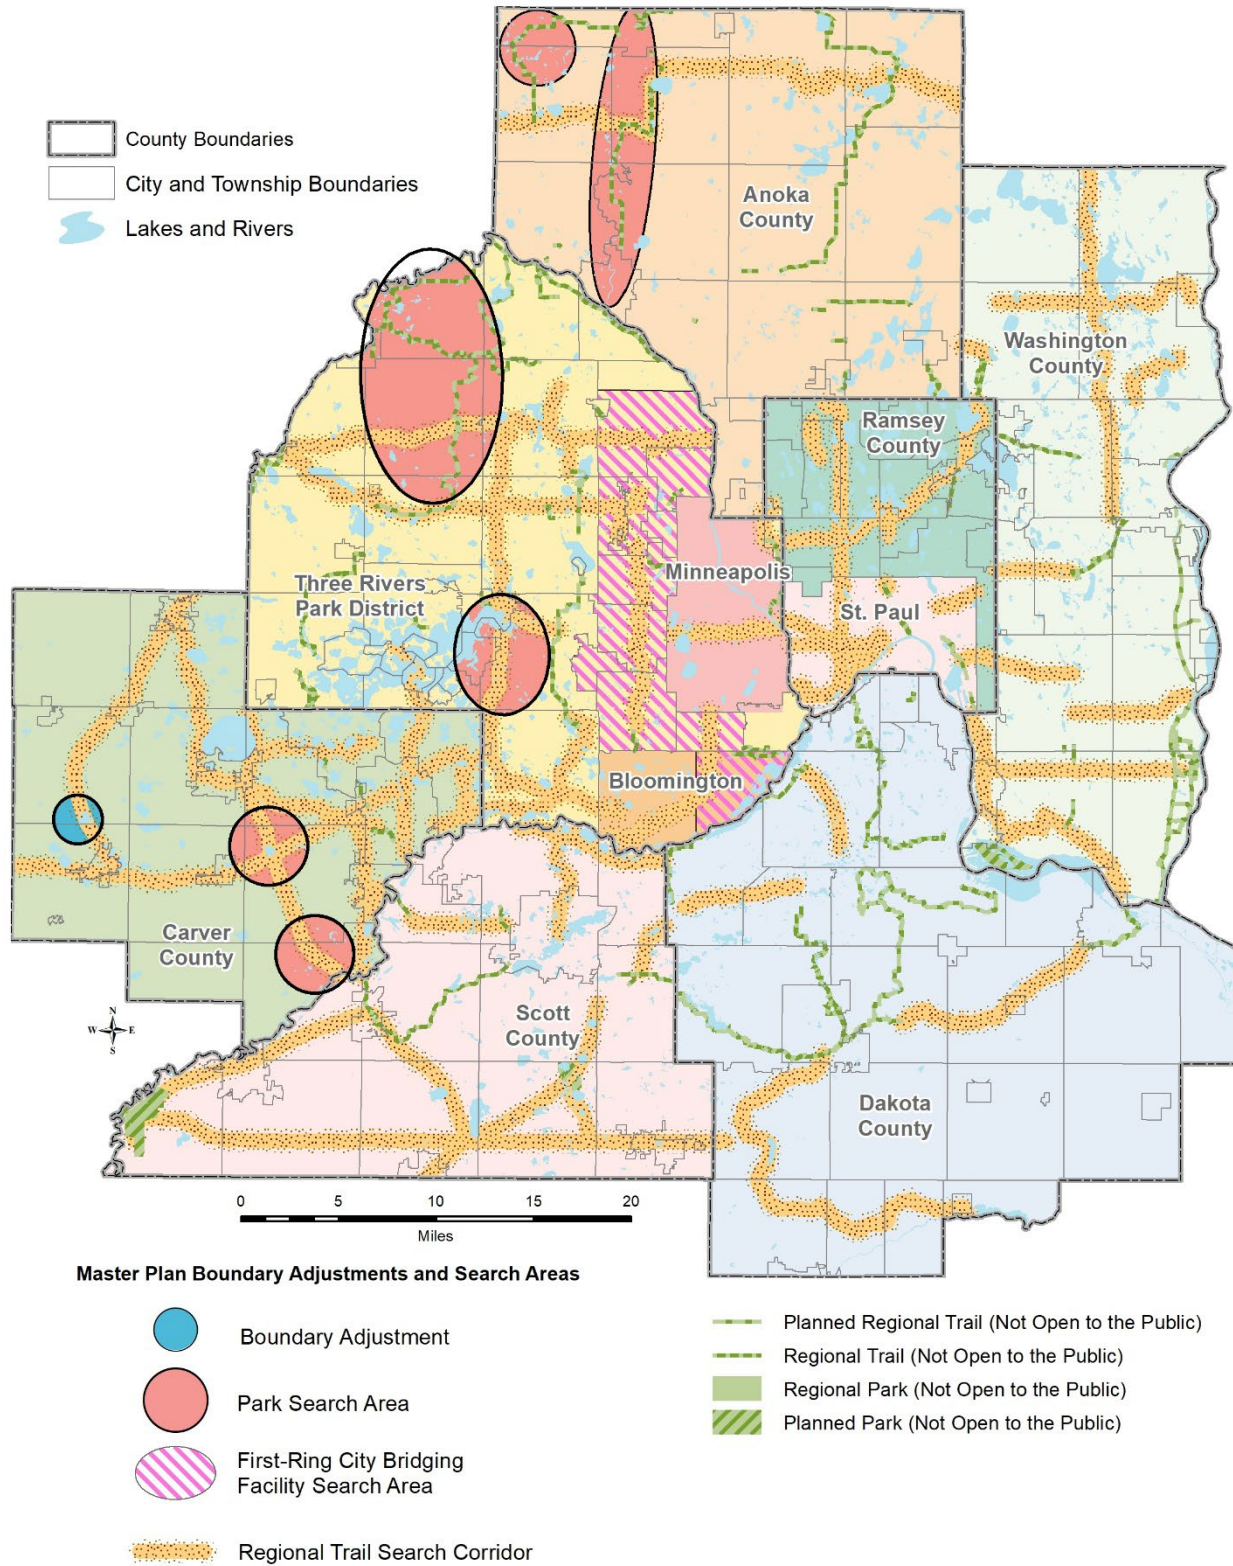 County Boundaries
City and Township Boundaries
Lakes and Rivers
Anoka
County
Washington
County
Ramsey
County
Three Rivers
Park District
Minneapolis
St. Paul
Bloomington
Carver
County
Scott
County
Dakota
County
N
W E
S
0 5 10 15 20
Miles
Master Plan Boundary Adjustments and Search Areas
Boundary Adjustment
Park Search Area
First-Ring City Bridging
Facility Search Area
Regional Trail Search Corridor
Planned Regional Trail (Not Open to the Public)
Regional Trail (Not Open to the Public)
Regional Park (Not Open to the Public)
Planned Park (Not Open to the Public)